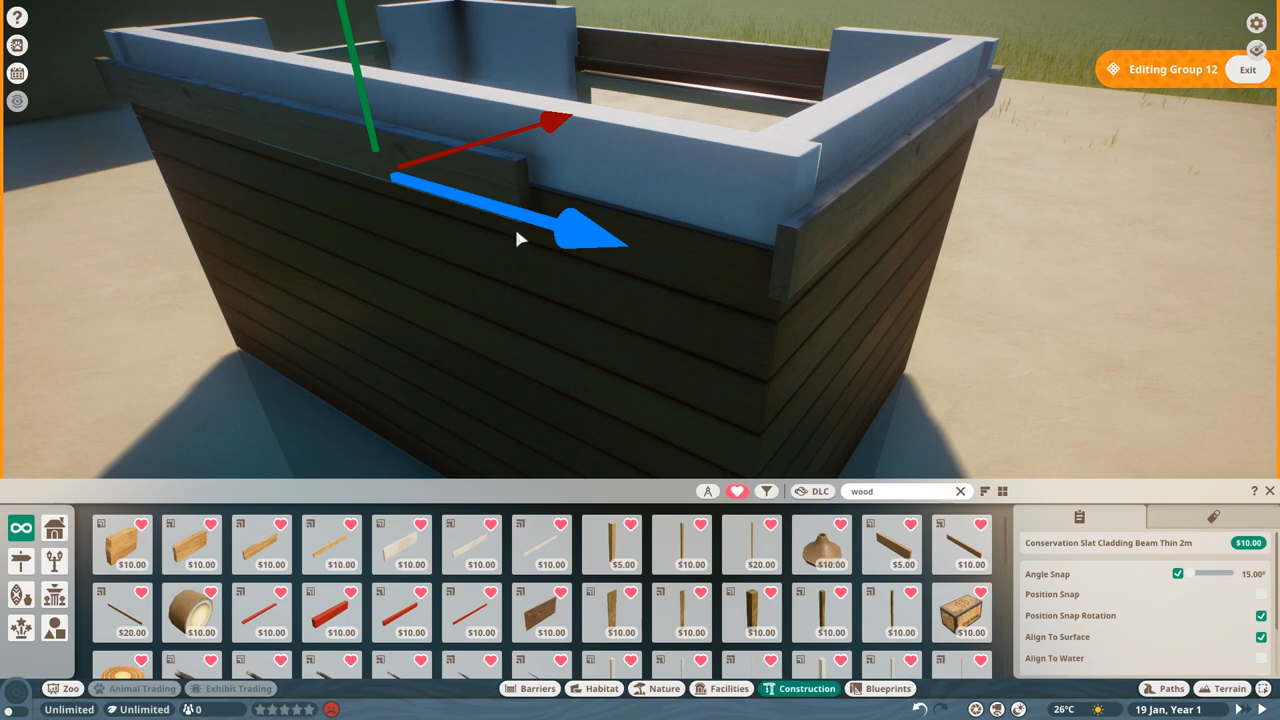 ?
Editing Group 12
Exit
DLC
wood
?
$10.00
$10.00
$10.00
$10.00
$10.00
$10.00
$10.00
$5.00
$10.00
$20.00
$10.00
$5.00
$10.00
Conservation Slat Cladding Beam Thin 2m
$10.00
Angle Snap
15.00°
Position Snap
Position Snap Rotation
Align To Surface
Align To Water
$20.00
$10.00
$10.00
$10.00
$10.00
$10.00
$10.00
$10.00
$10.00
$10.00
$10.00
$10.00
$10.00
Zoo
Animal Trading
Exhibit Trading
Barriers
Habitat
Nature
Facilities
Construction
Blueprints
Paths
Terrain
Unlimited
Unlimited
0
26°C
19 Jan, Year 1